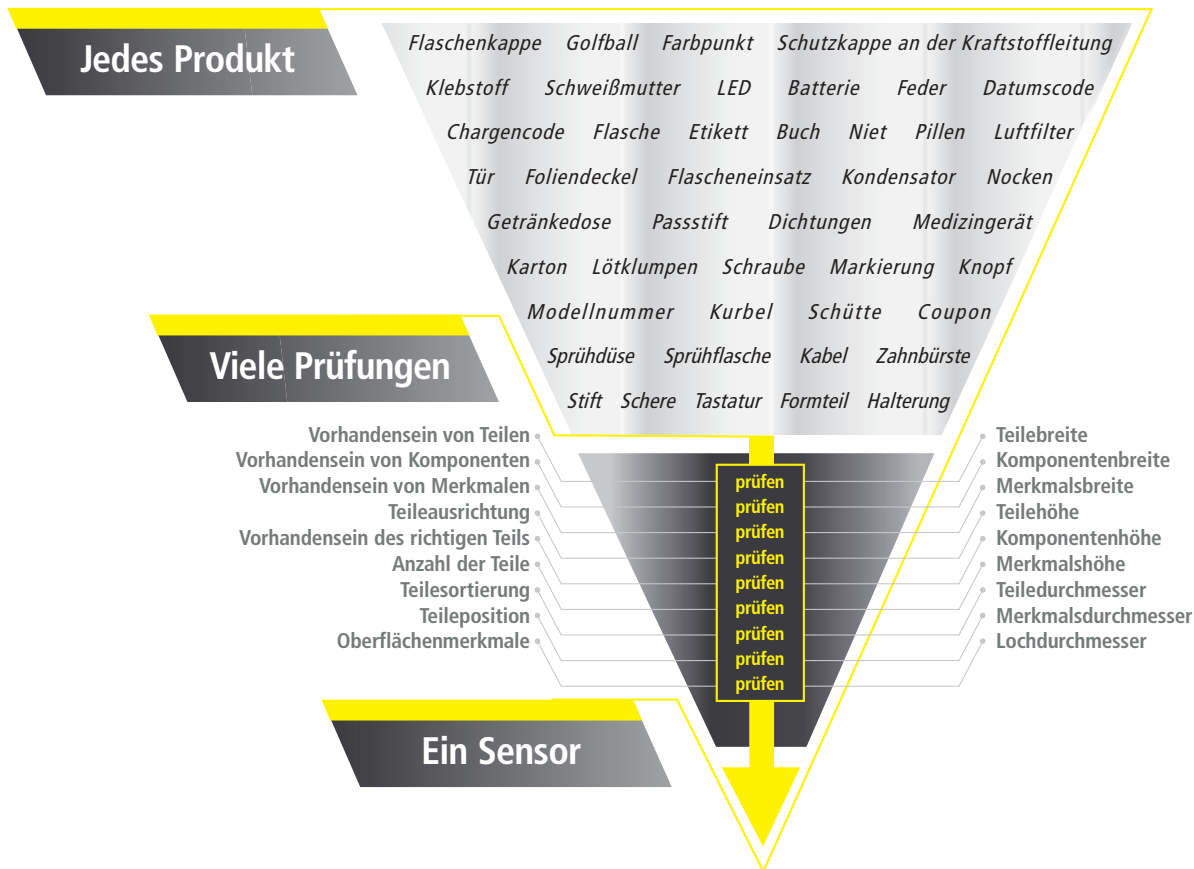 Jedes Produkt
Flaschenkappe Golfball Farbpunkt Schutzkappe an der Kraftstoffleitung
Klebstoff Schweißmutter LED Batterie Feder Datumscode
Chargencode Flasche Etikett Buch Niet Pillen Luftfilter
Tür Foliendeckel Flascheneinsatz Kondensator Nocken
Getränkedose Passstift Dichtungen Medizingerät
Karton Lötklumpen Schraube Markierung Knopf
Modellnummer Kurbel Schütte Coupon
Sprühdüse Sprühflasche Kabel Zahnbürste
Stift Schere Tastatur Formteil Halterung
Viele Prüfungen
Vorhandensein von Teilen
Vorhandensein von Komponenten
Vorhandensein von Merkmalen
Teileausrichtung
Vorhandensein des richtigen Teils
Anzahl der Teile
Teilesortierung
Teileposition
Oberflächenmerkmale
prüfen
prüfen
prüfen
prüfen
prüfen
prüfen
prüfen
prüfen
prüfen
Teilebreite
Komponentenbreite
Merkmalsbreite
Teilehöhe
Komponentenhöhe
Merkmalshöhe
Teiledurchmesser
Merkmalsdurchmesser
Lochdurchmesser
Ein Sensor